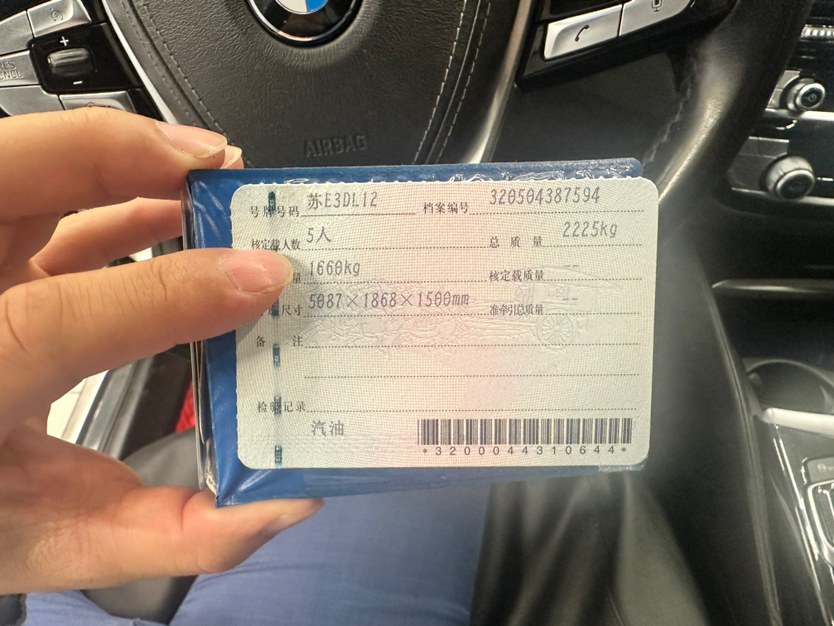 AIRBAG
号牌号码 苏E3DL12 档案编号 320504387594
核定载人数 5人 总质量 2225kg
量 1660kg 核定载质量 --
尺寸 5087×1868×1500mm 准牵引总质量 --
备注
检验记录
汽油
*3200044310644*